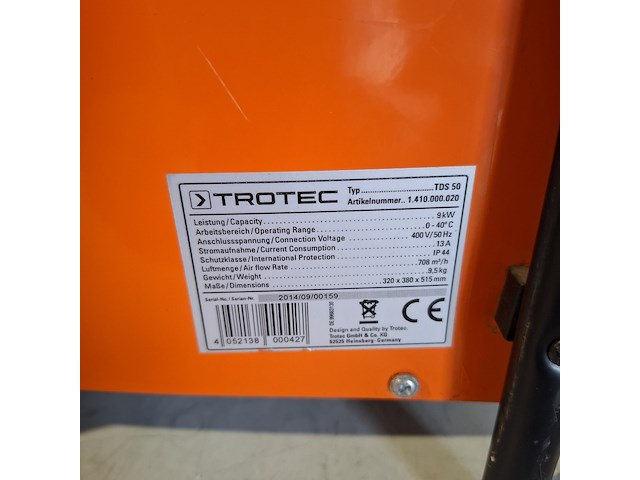 TROTEC
Typ ........................ TDS 50
Artikelnummer.. 1.410.000.020
Leistung/Capacity ........ 9 kW
Arbeitsbereich/Operating Range ........ 0 - 40°C
Anschlussspannung/Connection Voltage ........ 400 V/50 Hz
Stromaufnahme/Current Consumption ........ 13 A
Schutzklasse/International Protection ........ IP 44
Luftmenge/Air flow Rate ........ 708 m³/h
Gewicht/Weight ........ 9,5 kg
Maße/Dimensions ........ 320 x 380 x 515 mm
Serial-No. / Serien-Nr. 2014/09/00159
4 052138 000427
CE
Design and Quality by Trotec.
Trotec GmbH & Co. KG
52525 Heinsberg - Germany